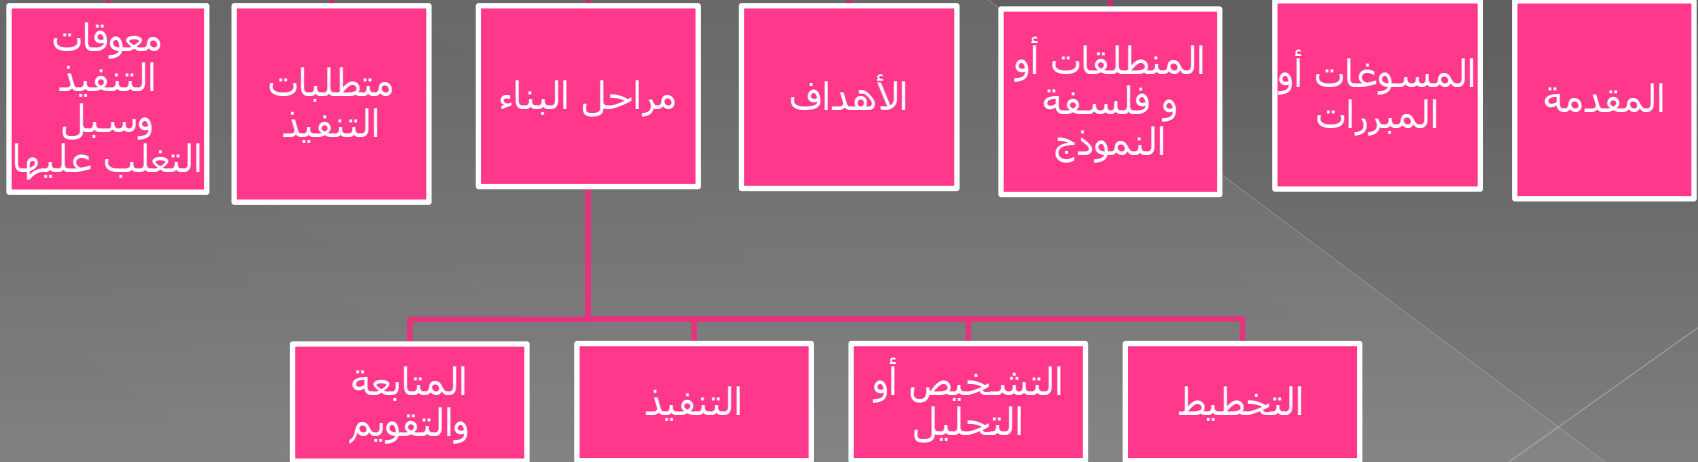 المقدمة
المسوغات أو
المبررات
المنطلقات أو
و فلسفة
النموذج
الأهداف
مراحل البناء
متطلبات
التنفيذ
معوقات
التنفيذ
وسبل
التغلب عليها
التخطيط
التشخيص أو
التحليل
التنفيذ
المتابعة
والتقويم